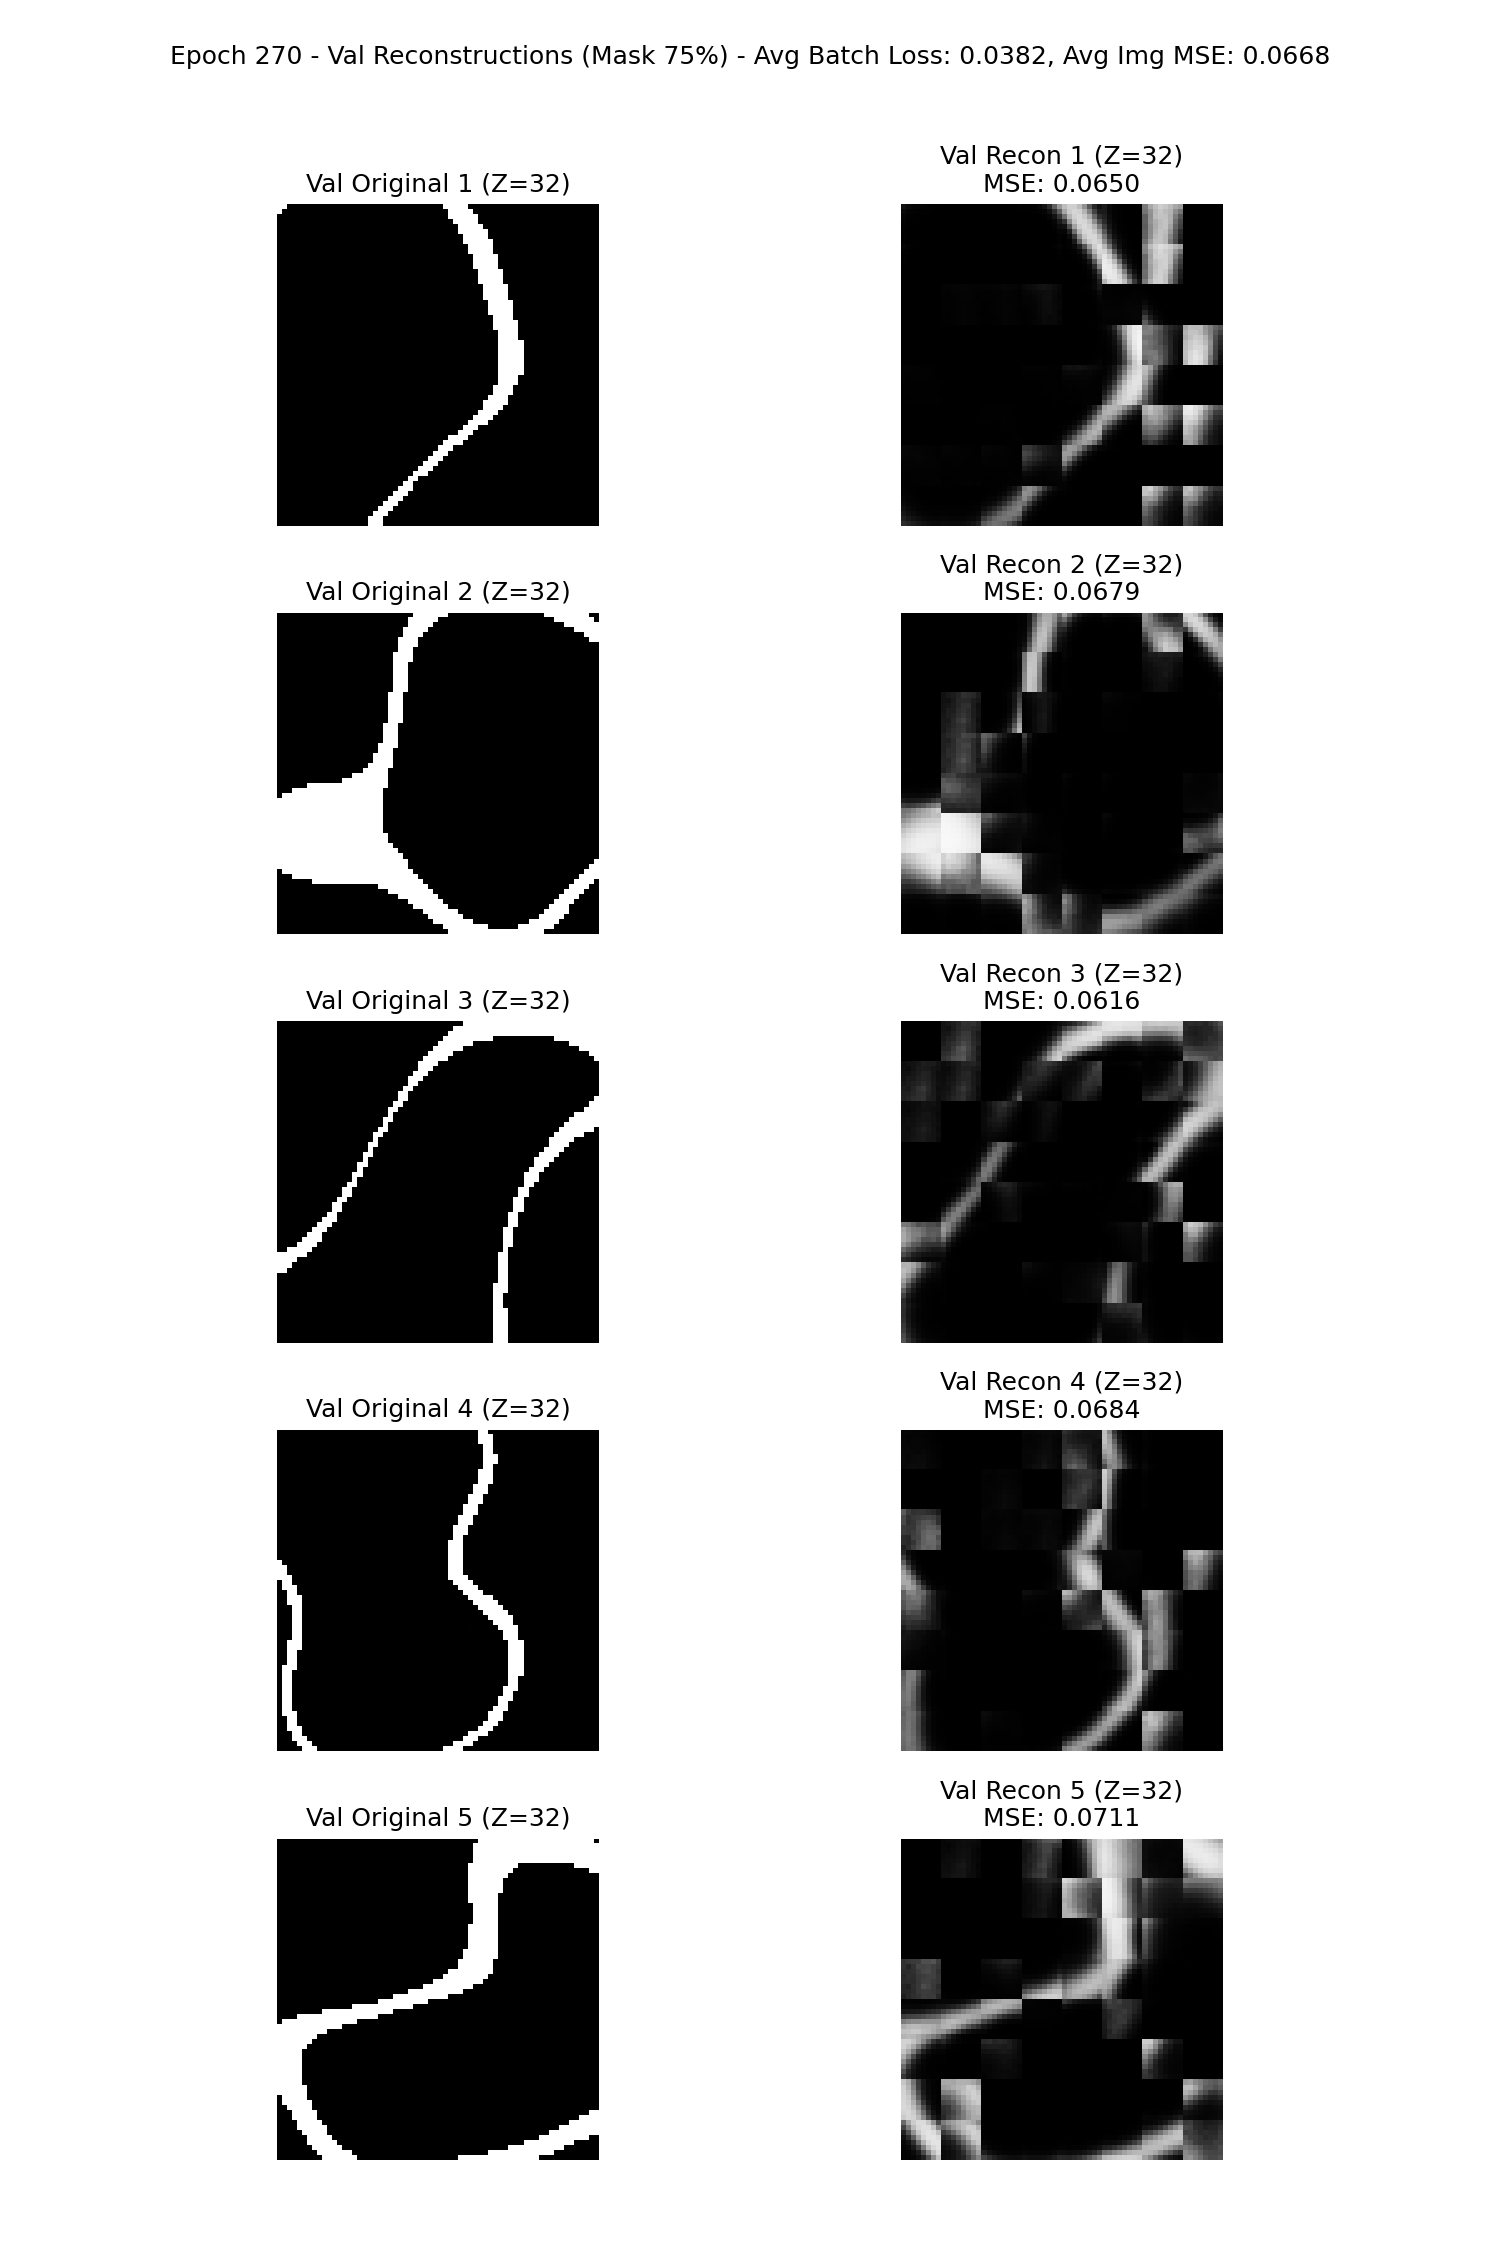 Epoch 270 - Val Reconstructions (Mask 75%) - Avg Batch Loss: 0.0382, Avg Img MSE: 0.0668
Val Original 1 (Z=32)
Val Recon 1 (Z=32)
MSE: 0.0650
Val Original 2 (Z=32)
Val Recon 2 (Z=32)
MSE: 0.0679
Val Original 3 (Z=32)
Val Recon 3 (Z=32)
MSE: 0.0616
Val Original 4 (Z=32)
Val Recon 4 (Z=32)
MSE: 0.0684
Val Original 5 (Z=32)
Val Recon 5 (Z=32)
MSE: 0.0711